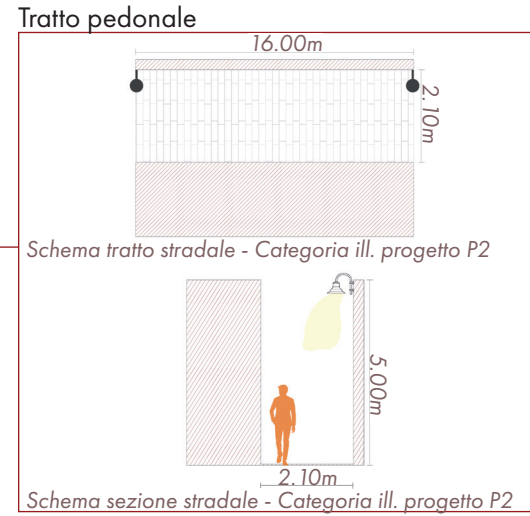 Tratto pedonale
16.00m
2.10m
Schema tratto stradale - Categoria ill. progetto P2
5.00m
2.10m
Schema sezione stradale - Categoria ill. progetto P2